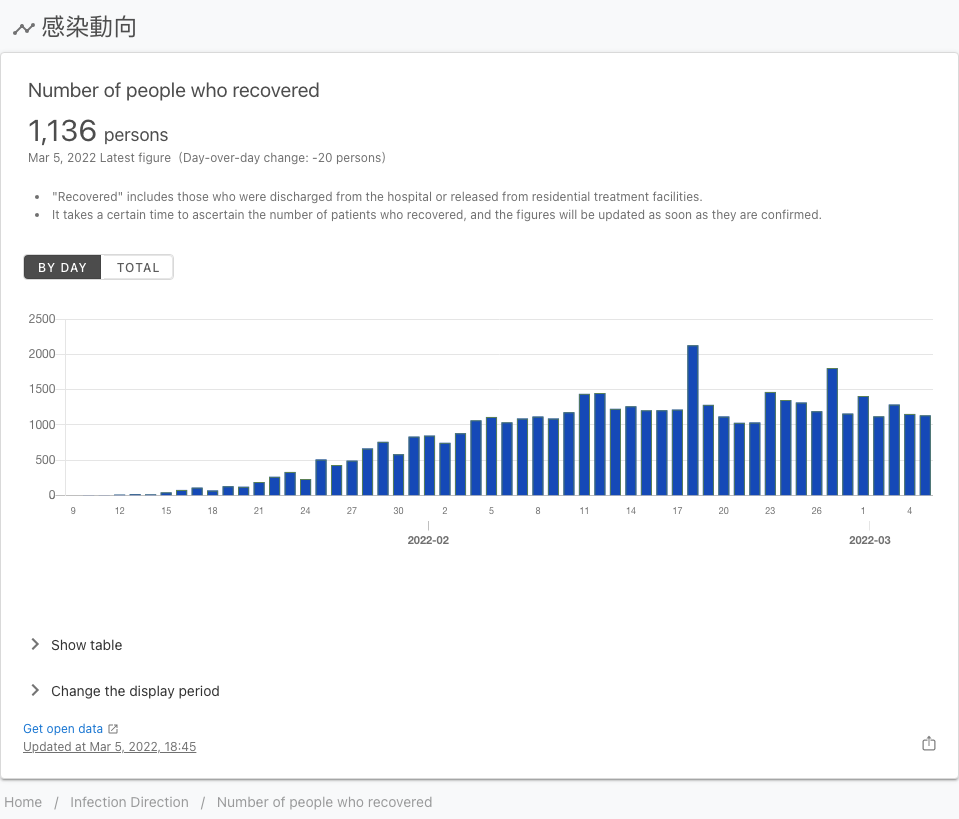 感染動向
Number of people who recovered
1,136 persons
Mar 5, 2022 Latest figure (Day-over-day change: -20 persons)
• "Recovered" includes those who were discharged from the hospital or released from residential treatment facilities.
• It takes a certain time to ascertain the number of patients who recovered, and the figures will be updated as soon as they are confirmed.
BY DAY TOTAL
2500
2000
1500
1000
500
0
9 12 15 18 21 24 27 30 2 5 8 11 14 17 20 23 26 1 4
2022-02 2022-03
Show table
Change the display period
Get open data
Updated at Mar 5, 2022, 18:45
Home / Infection Direction / Number of people who recovered